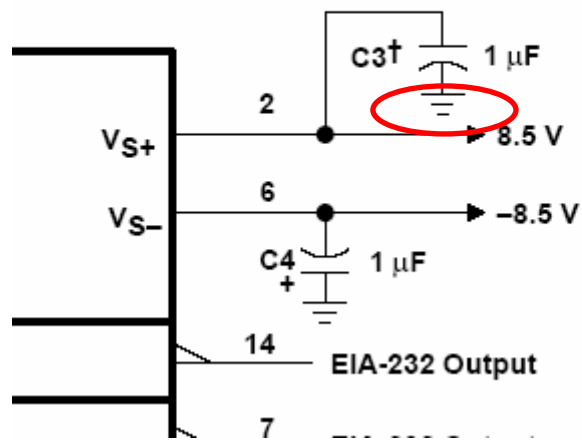 C3† 1 µF
2
VS+ 8.5 V
6
VS– –8.5 V
C4 1 µF
+
14
EIA-232 Output
7